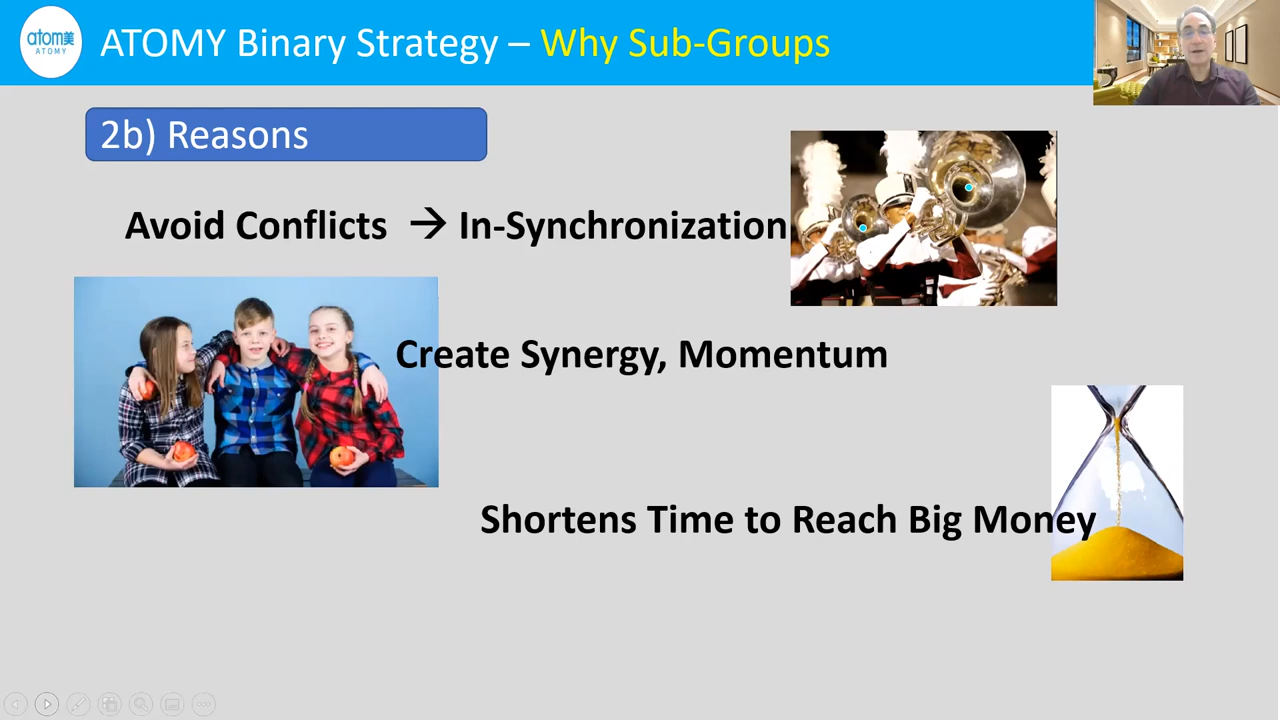 atom美
ATOMY
ATOMY Binary Strategy – Why Sub-Groups
2b) Reasons
Avoid Conflicts → In-Synchronization
Create Synergy, Momentum
Shortens Time to Reach Big Money